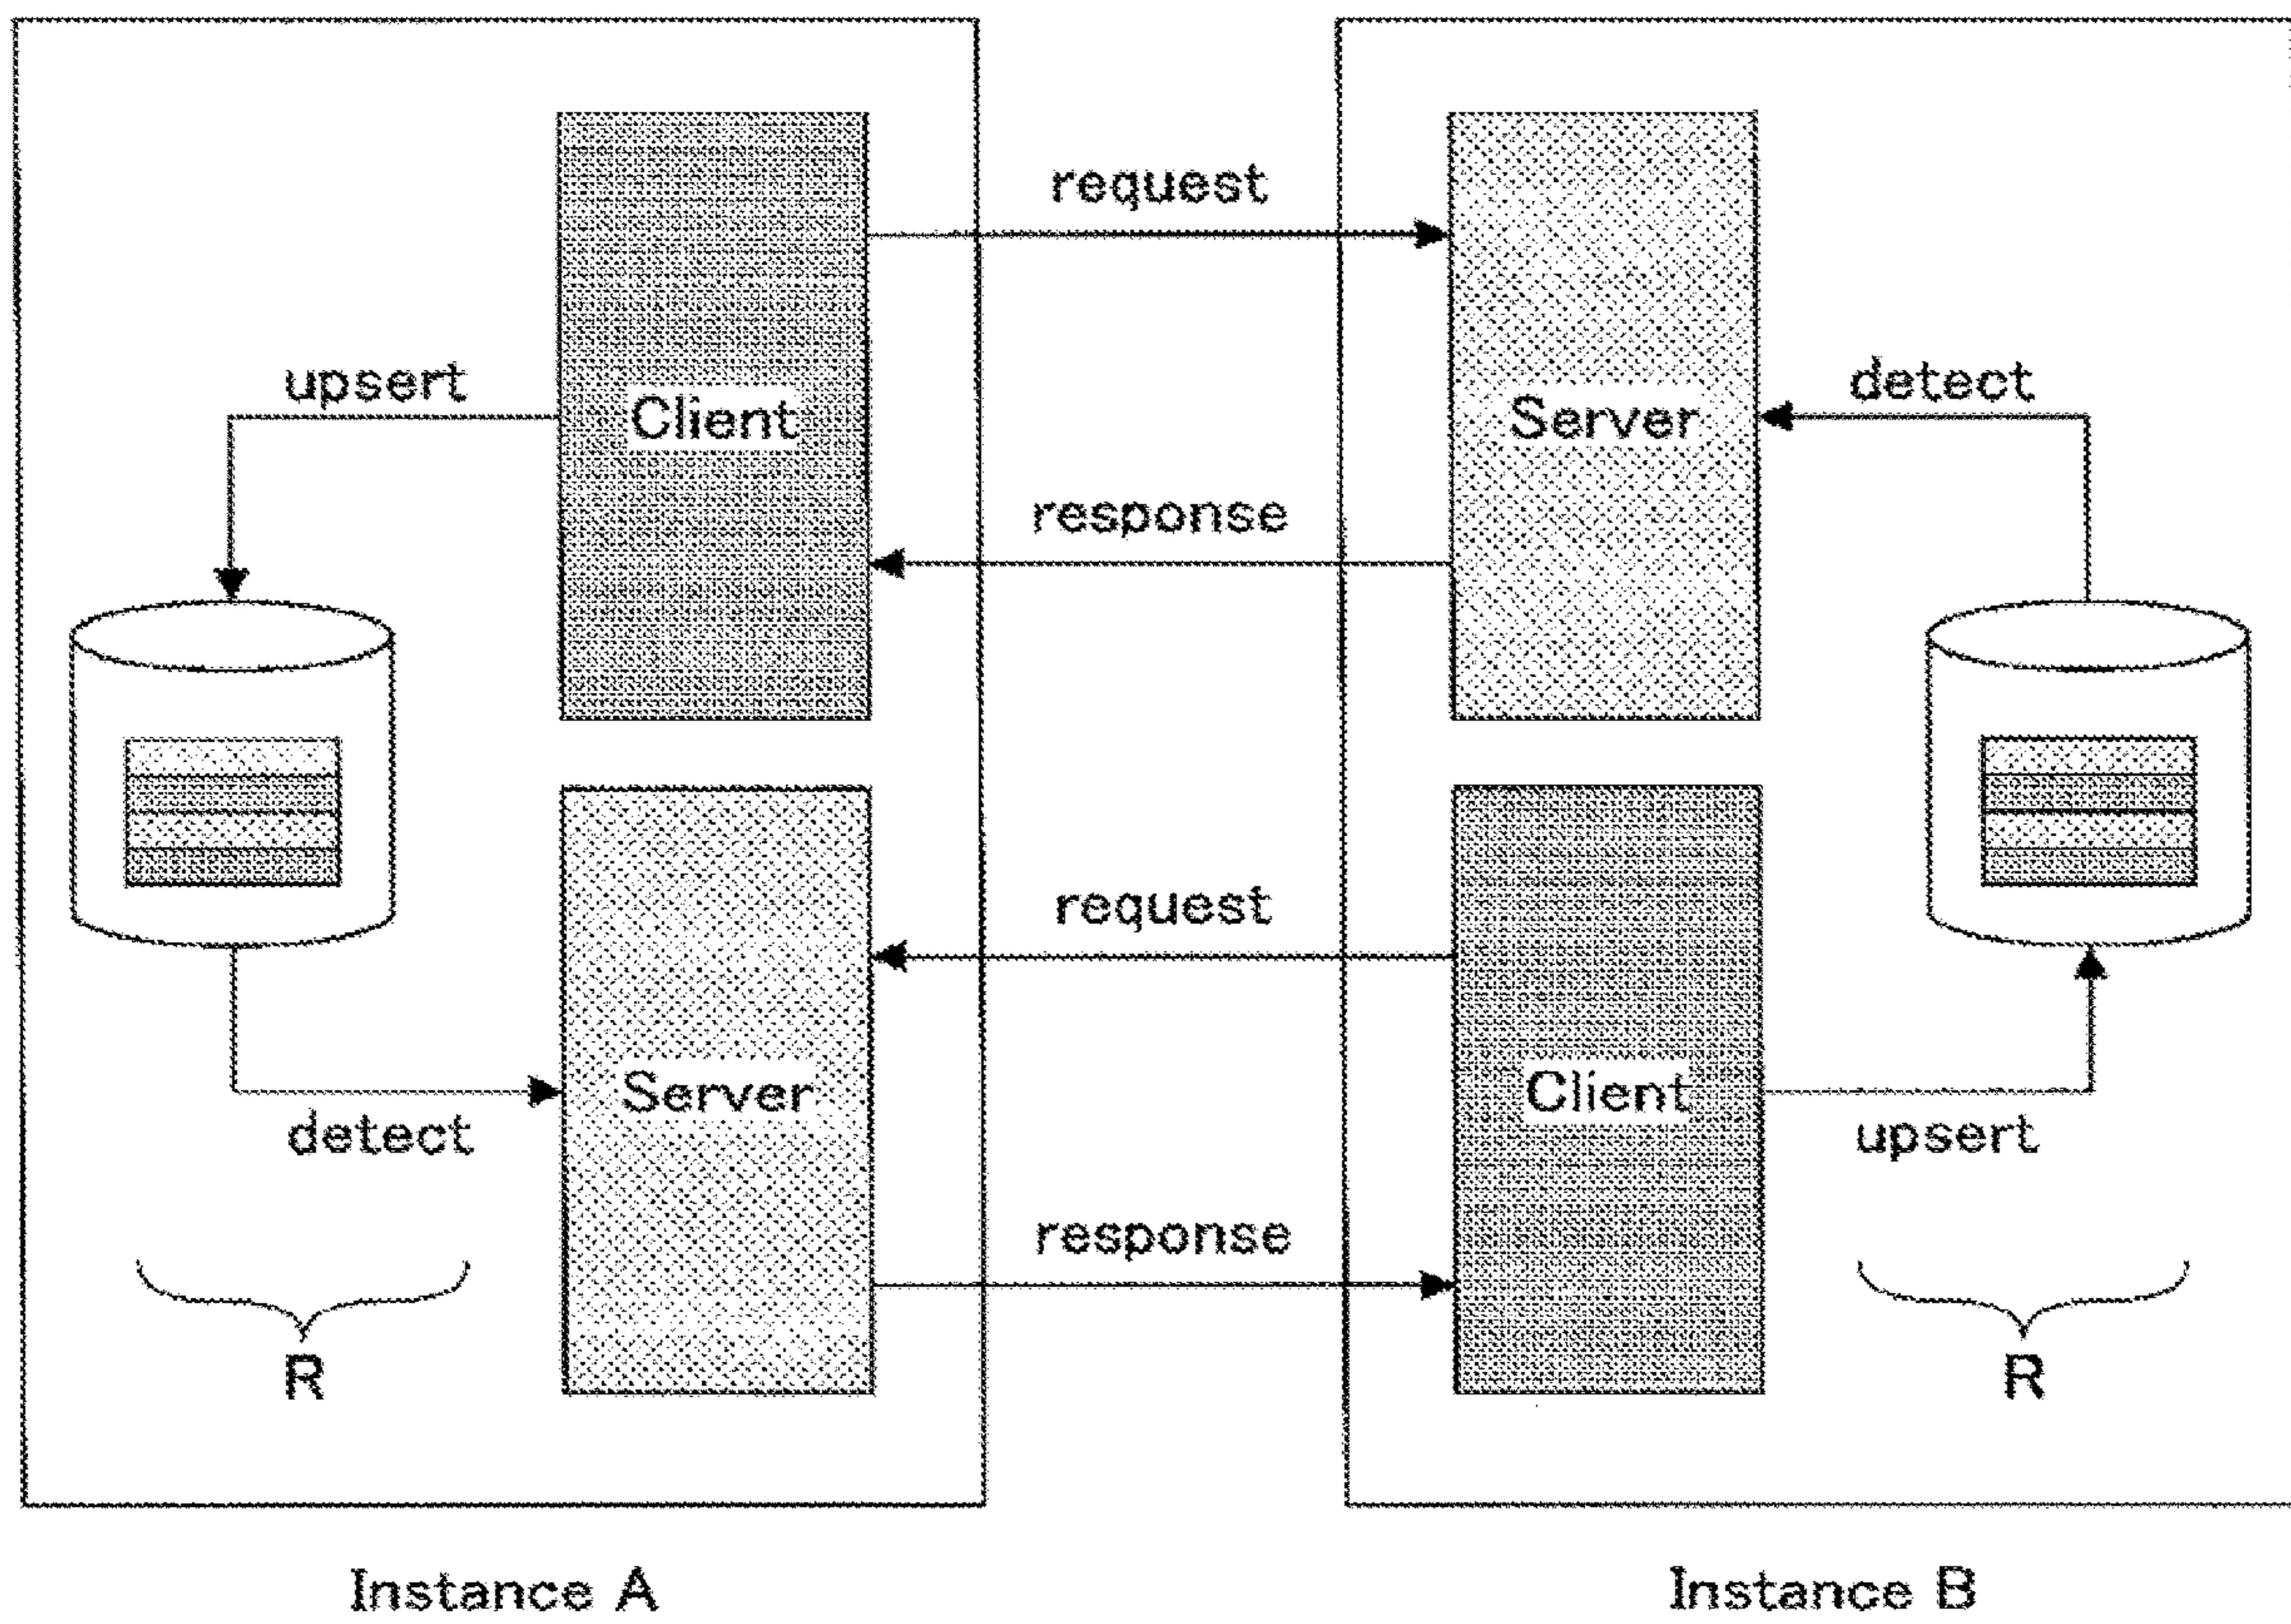 request
upsert
detect
Client
Server
response
request
Server
Client
detect
upsert
response
R
R
Instance A
Instance B